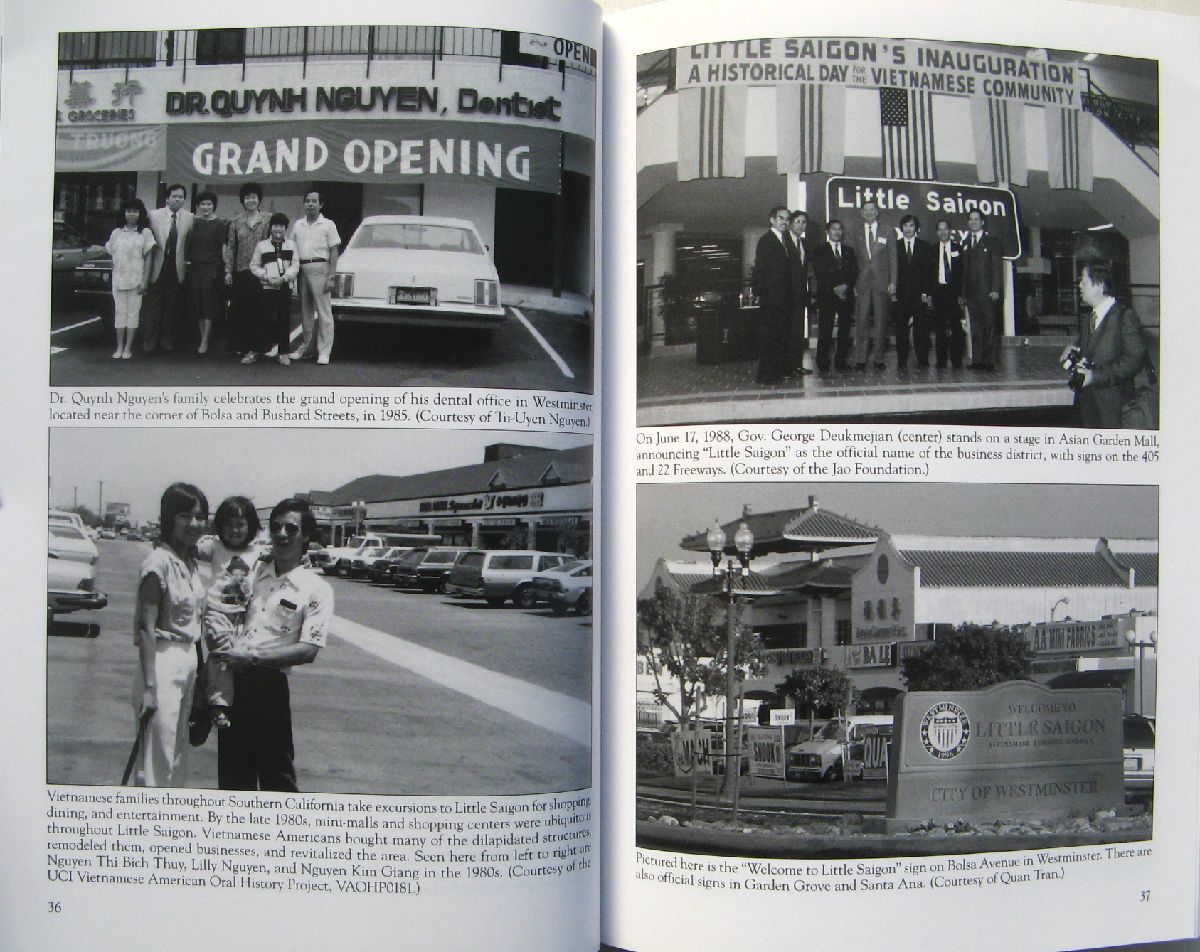 OPEN
& GROCERIES
TRUONG
DR. QUYNH NGUYEN, Dentist
GRAND OPENING
Dr. Quynh Nguyen's family celebrates the grand opening of his dental office in Westminster,
located near the corner of Bolsa and Bushard Streets, in 1985. (Courtesy of Tu-Uyen Nguyen.)
Vietnamese families throughout Southern California take excursions to Little Saigon for shopping,
dining, and entertainment. By the late 1980s, mini-malls and shopping centers were ubiquitous
throughout Little Saigon. Vietnamese Americans bought many of the dilapidated structures,
remodeled them, opened businesses, and revitalized the area. Seen here from left to right are
Nguyen Thi Bich Thuy, Lilly Nguyen, and Nguyen Kim Giang in the 1980s. (Courtesy of the
UCI Vietnamese American Oral History Project, VAOHP0181.)
36
LITTLE SAIGON'S INAUGURATION
A HISTORICAL DAY FOR THE VIETNAMESE COMMUNITY
Little Saigon
On June 17, 1988, Gov. George Deukmejian (center) stands on a stage in Asian Garden Mall,
announcing "Little Saigon" as the official name of the business district, with signs on the 405
and 22 Freeways. (Courtesy of the Jao Foundation.)
AA MINI FABRICS
WESTMINSTER
WELCOME TO
LITTLE SAIGON
VIETNAMESE BUSINESS DISTRICT
CITY OF WESTMINSTER
Pictured here is the "Welcome to Little Saigon" sign on Bolsa Avenue in Westminster. There are
also official signs in Garden Grove and Santa Ana. (Courtesy of Quan Tran.)
37